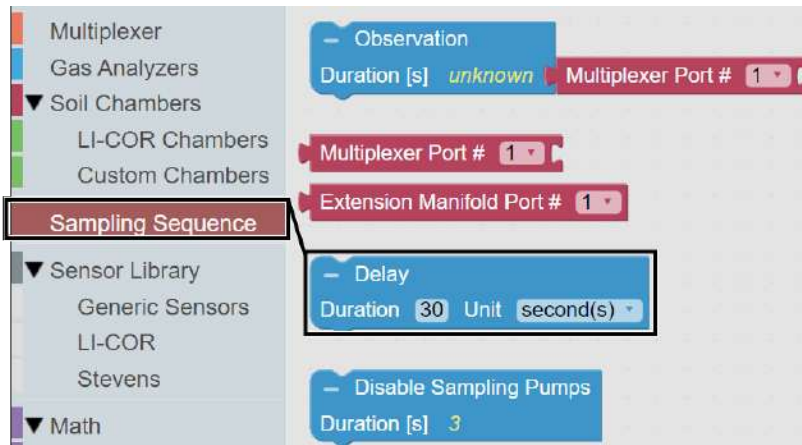 Multiplexer
Gas Analyzers
Soil Chambers
LI-COR Chambers
Custom Chambers
Sampling Sequence
Sensor Library
Generic Sensors
LI-COR
Stevens
Math
Observation
Duration [s] unknown Multiplexer Port # 1
Multiplexer Port # 1
Extension Manifold Port # 1
Delay
Duration 30 Unit second(s)
Disable Sampling Pumps
Duration [s] 3